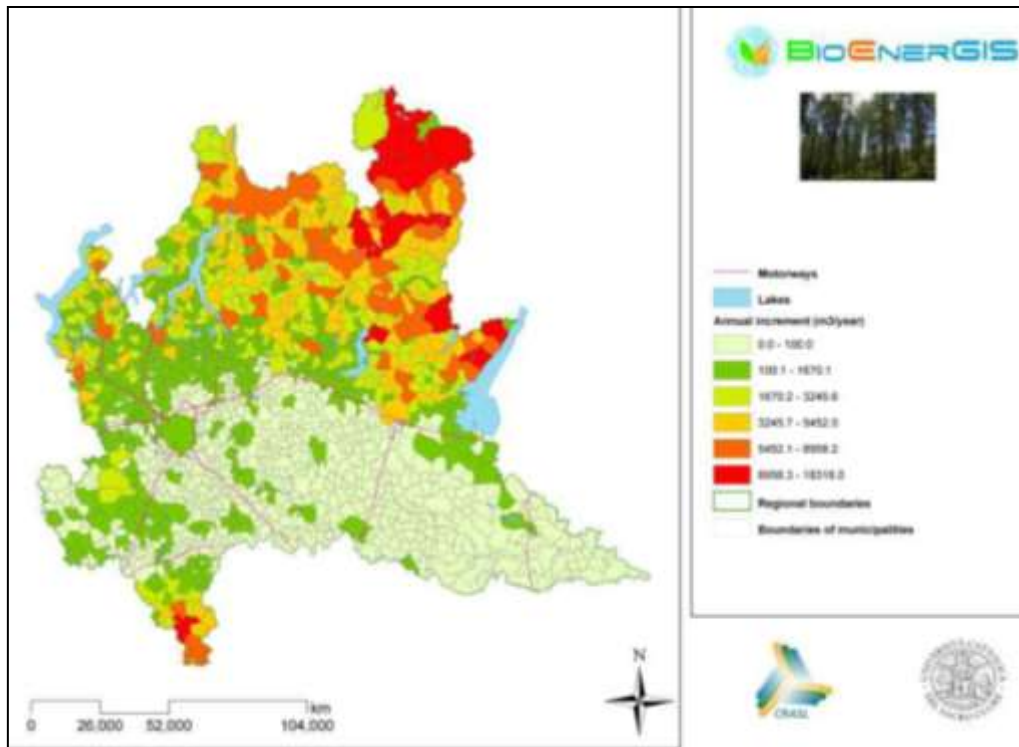 BIOENERGIS
Motorways
Lakes
Annual increment (m3/year)
0.0 - 100.0
100.1 - 1670.1
1670.2 - 3245.6
3245.7 - 5452.0
5452.1 - 8958.2
8958.3 - 18318.0
Regional boundaries
Boundaries of municipalities
N
km
0 26.000 52.000 104.000
CRASL